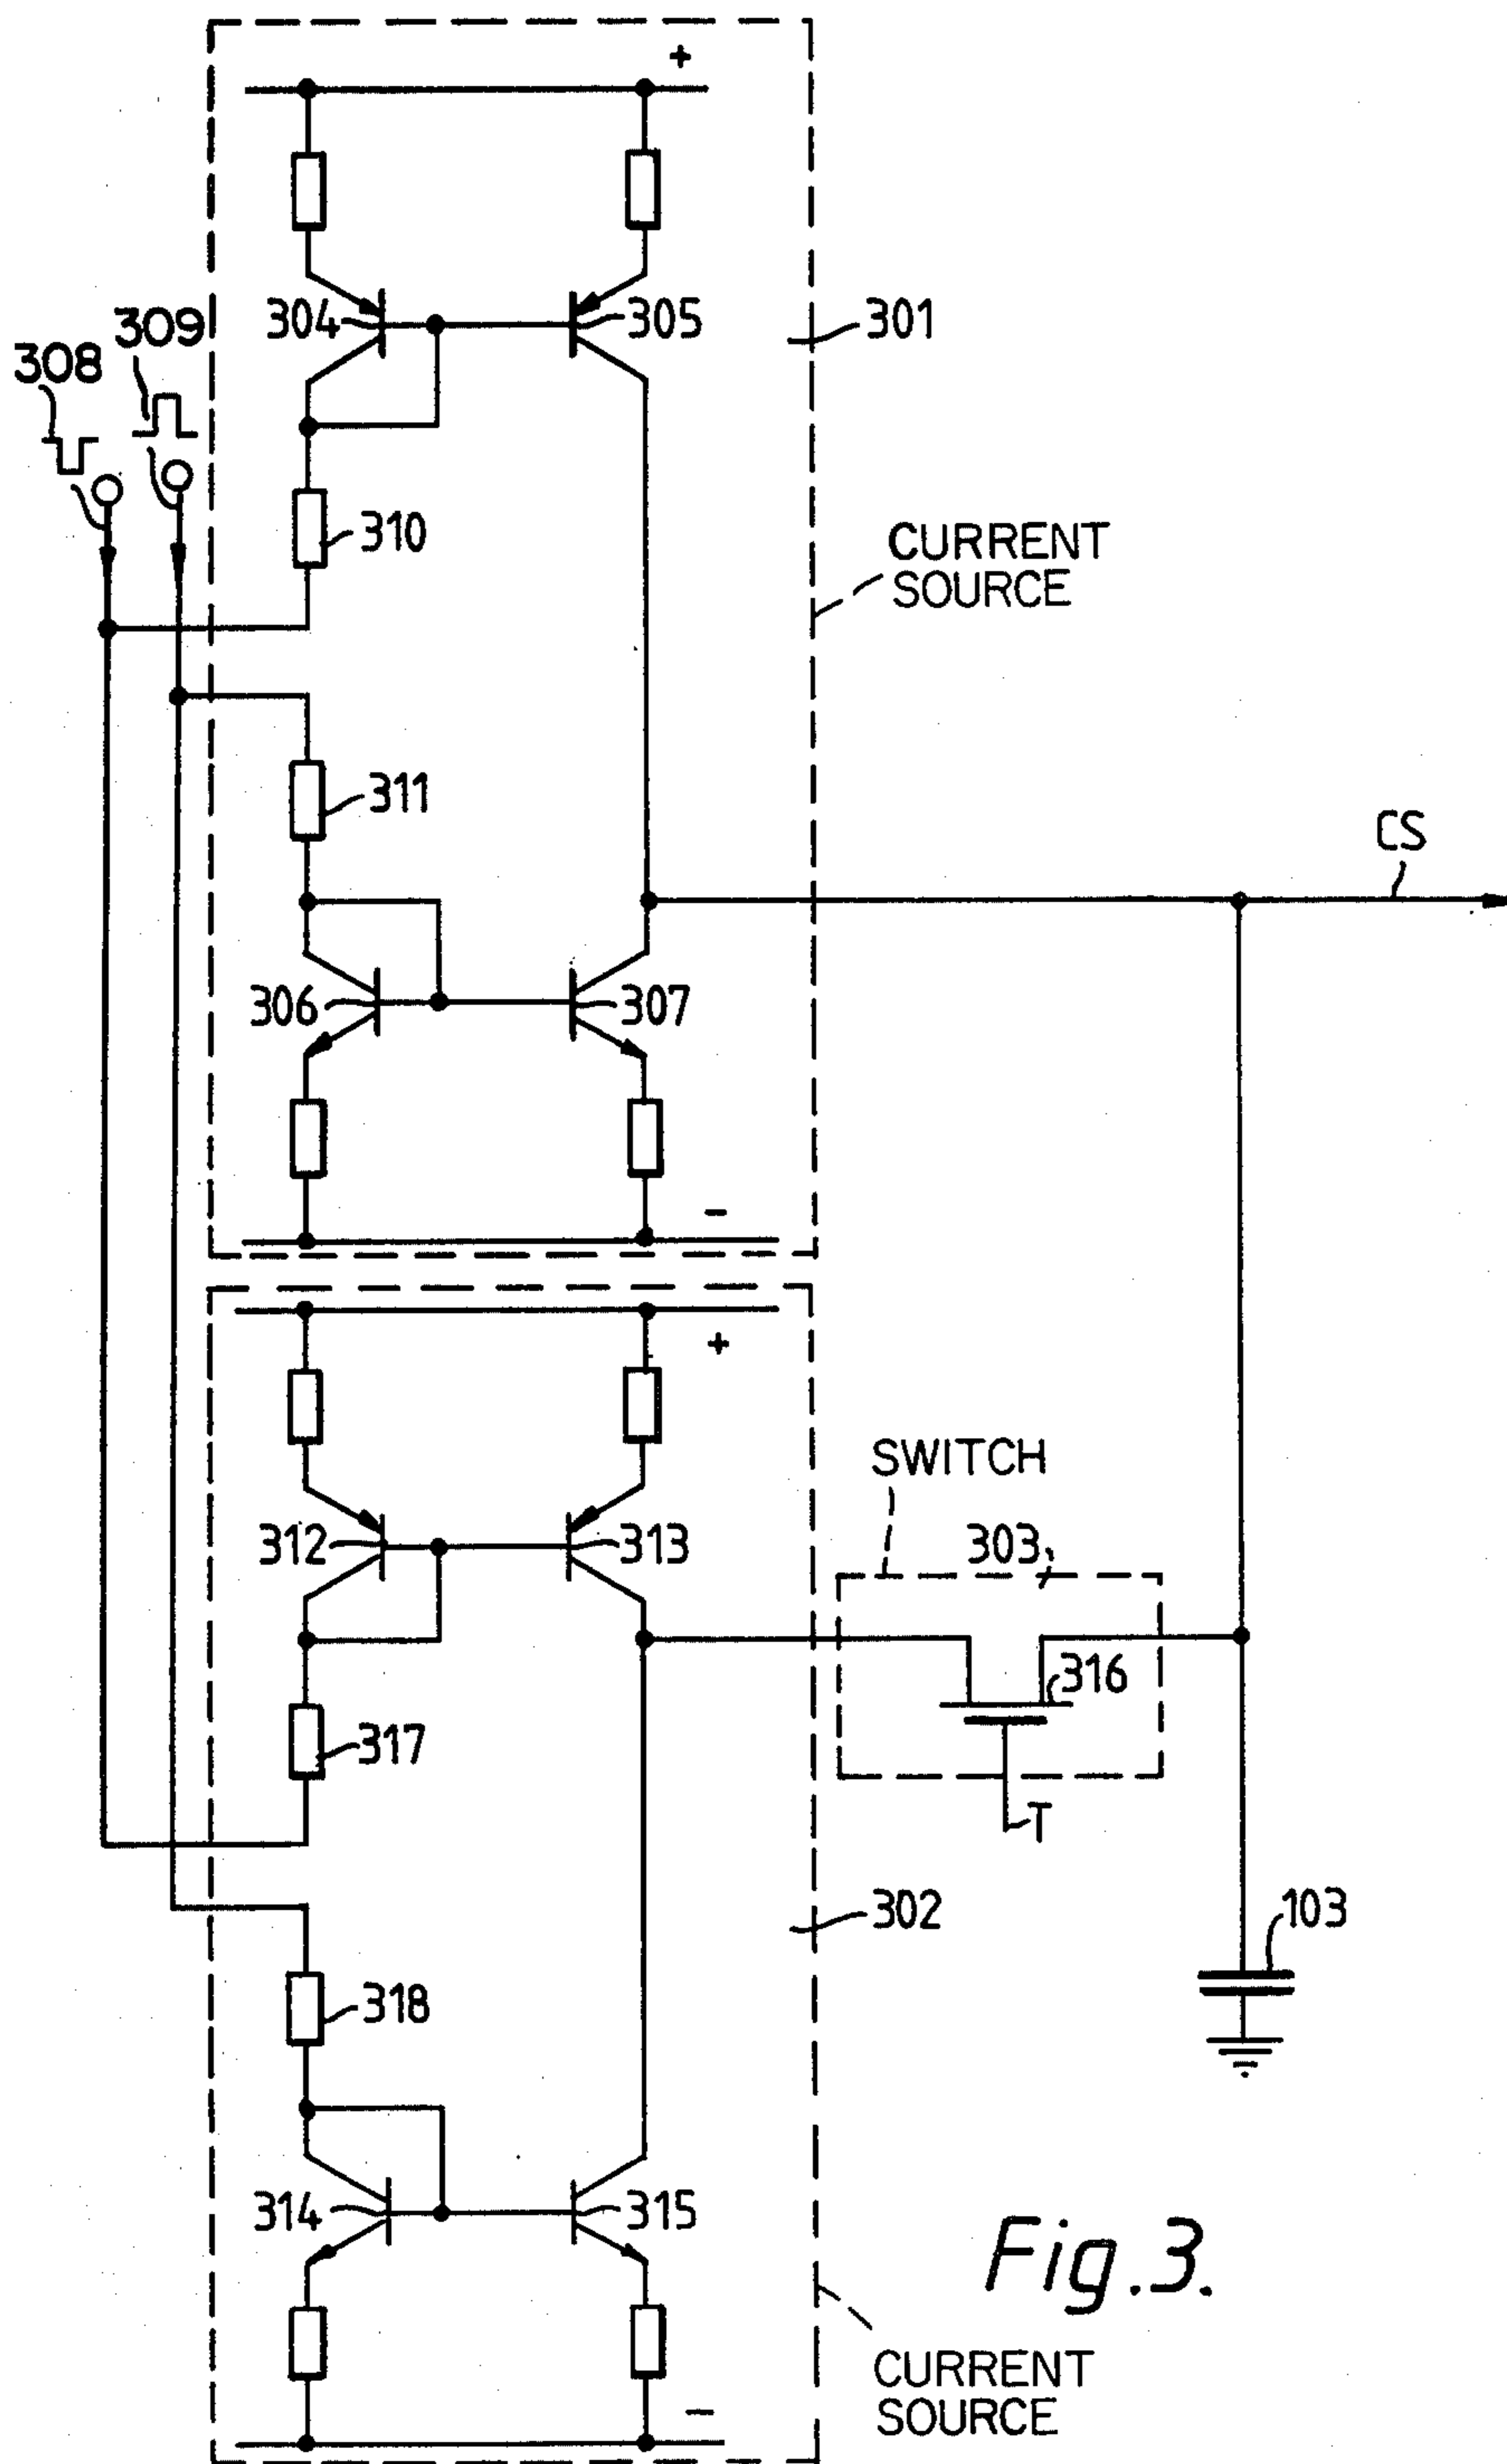 +
304
305
301
309
308
310
CURRENT
SOURCE
311
CS
306
307
-
+
SWITCH
312
313
303
316
317
T
302
103
318
314
315
Fig.3.
CURRENT
SOURCE
-